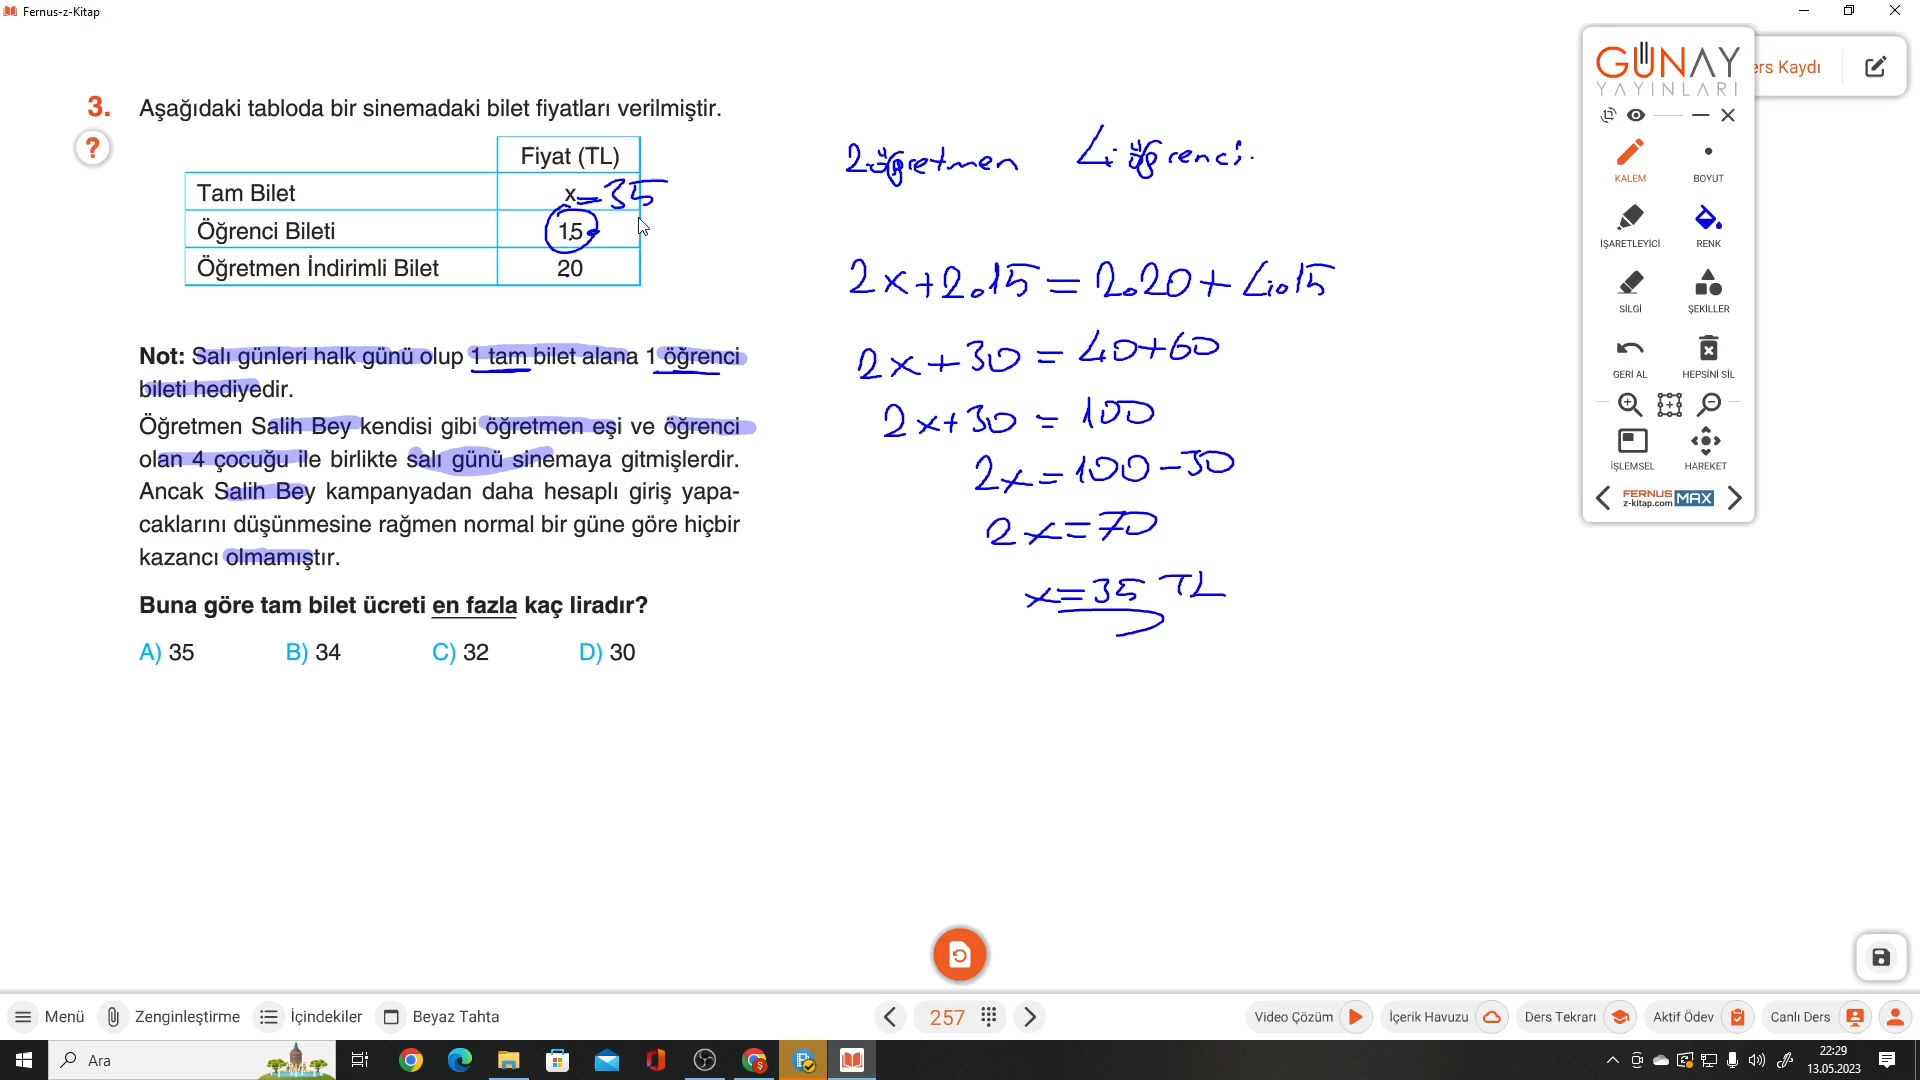 Fernus-z-Kitap
3. Aşağıdaki tabloda bir sinemadaki bilet fiyatları verilmiştir.
?
Fiyat (TL)
Tam Bilet x = 35
Öğrenci Bileti 15
Öğretmen İndirimli Bilet 20
Not: Salı günleri halk günü olup 1 tam bilet alana 1 öğrenci
bileti hediyedir.
Öğretmen Salih Bey kendisi gibi öğretmen eşi ve öğrenci
olan 4 çocuğu ile birlikte salı günü sinemaya gitmişlerdir.
Ancak Salih Bey kampanyadan daha hesaplı giriş yapa-
caklarını düşünmesine rağmen normal bir güne göre hiçbir
kazancı olmamıştır.
Buna göre tam bilet ücreti en fazla kaç liradır?
A) 35 B) 34 C) 32 D) 30
2 öğretmen 4 öğrenci
2x+2.15=2.20+4.15
2x+30=40+60
2x+30=100
2x=100-30
2x=70
x=35 TL
GÜNAY
YAYINLARI
ers Kaydı
KALEM BOYUT
İŞARETLEYİCİ RENK
SİLGİ ŞEKİLLER
GERİ AL HEPSİNİ SİL
İŞLEMSEL HAREKET
FERNUS MAX
z-kitap.com
Menü Zenginleştirme İçindekiler Beyaz Tahta 257 Video Çözüm İçerik Havuzu Ders Tekrarı Aktif Ödev Canlı Ders
Ara
22:29
13.05.2023